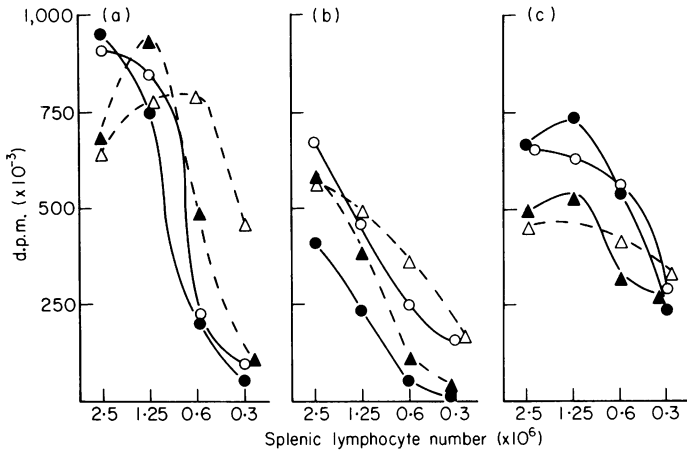 1,000 (a) (b) (c)
750
500
250
d.p.m. (x10⁻³)
2·5 1·25 0·6 0·3 2·5 1·25 0·6 0·3 2·5 1·25 0·6 0·3
Splenic lymphocyte number (x10⁶)